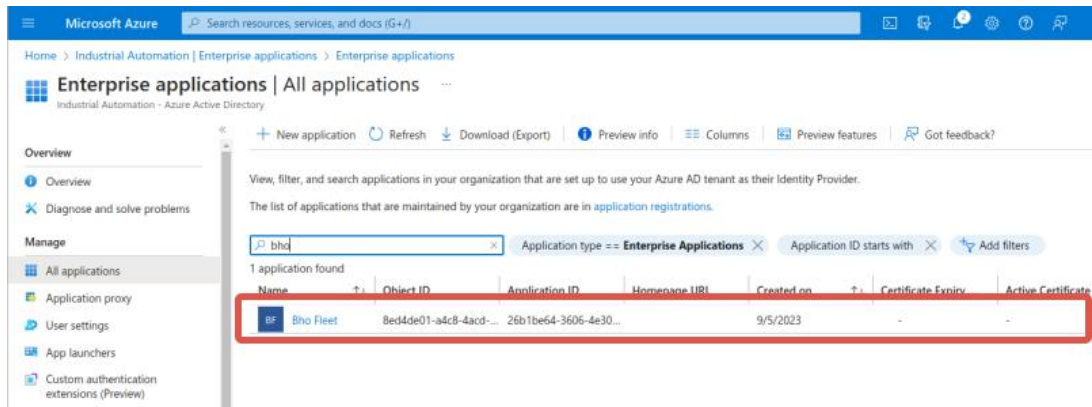 Microsoft Azure
Search resources, services, and docs (G+/)
2
Home > Industrial Automation | Enterprise applications > Enterprise applications
Enterprise applications | All applications ...
Industrial Automation - Azure Active Directory
New application Refresh Download (Export) Preview info Columns Preview features Got feedback?
Overview
Overview
Diagnose and solve problems
Manage
All applications
Application proxy
User settings
App launchers
Custom authentication
extensions (Preview)
View, filter, and search applications in your organization that are set up to use your Azure AD tenant as their Identity Provider.
The list of applications that are maintained by your organization are in application registrations.
bho
Application type == Enterprise Applications
Application ID starts with
Add filters
1 application found
Name Object ID Application ID Homepage URL Created on Certificate Expiry Active Certificate
BF Bho Fleet 8ed4de01-a4c8-4acd-... 26b1be64-3606-4e30... 9/5/2023 - -